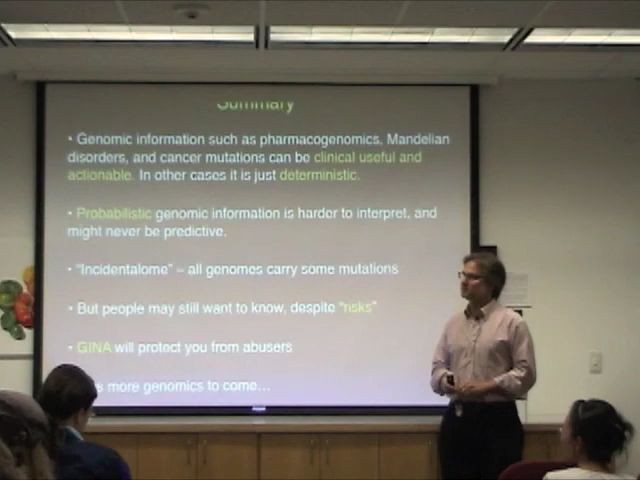 Summary
• Genomic information such as pharmacogenomics, Mandelian
disorders, and cancer mutations can be clinical useful and
actionable. In other cases it is just deterministic.
• Probabilistic genomic information is harder to interpret, and
might never be predictive.
• "Incidentalome" – all genomes carry some mutations
• But people may still want to know, despite "risks"
• GINA will protect you from abusers
more genomics to come…